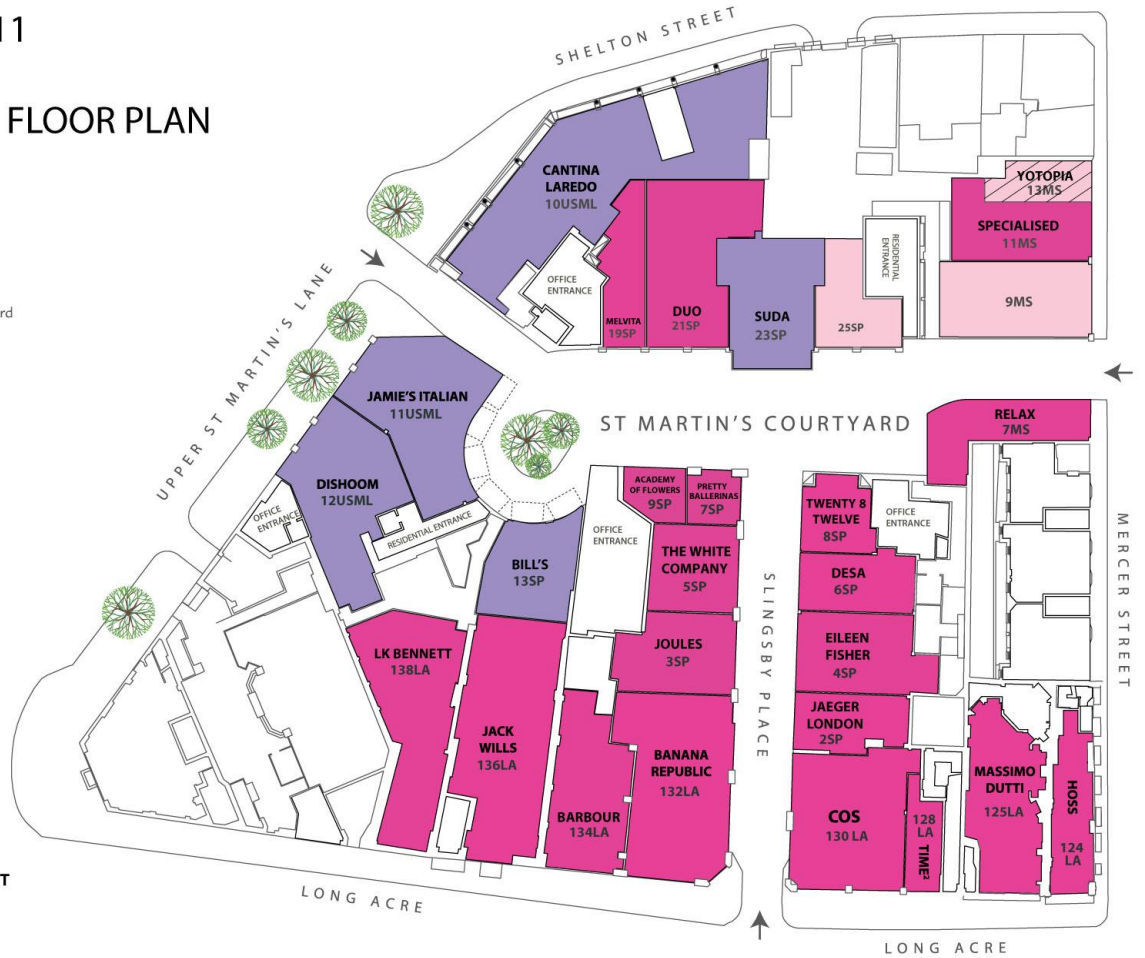 11
FLOOR PLAN
rd
T
SHELTON STREET
UPPER ST MARTIN'S LANE
CANTINA
LAREDO
10USML
OFFICE
ENTRANCE
MELVITA
19SP
DUO
21SP
SUDA
23SP
25SP
RESIDENTIAL
ENTRANCE
YOTOPIA
13MS
SPECIALISED
11MS
9MS
JAMIE'S ITALIAN
11USML
DISHOOM
12USML
OFFICE
ENTRANCE
RESIDENTIAL ENTRANCE
ST MARTIN'S COURTYARD
BILL'S
13SP
OFFICE
ENTRANCE
ACADEMY
OF FLOWERS
9SP
PRETTY
BALLERINAS
7SP
THE WHITE
COMPANY
5SP
JOULES
3SP
BANANA
REPUBLIC
132LA
LK BENNETT
138LA
JACK
WILLS
136LA
BARBOUR
134LA
SLINGSBY PLACE
RELAX
7MS
TWENTY 8
TWELVE
8SP
OFFICE
ENTRANCE
DESA
6SP
EILEEN
FISHER
4SP
JAEGER
LONDON
2SP
COS
130 LA
128
LA
TIME²
MASSIMO
DUTTI
125LA
HOSS
124
LA
MERCER STREET
LONG ACRE
LONG ACRE